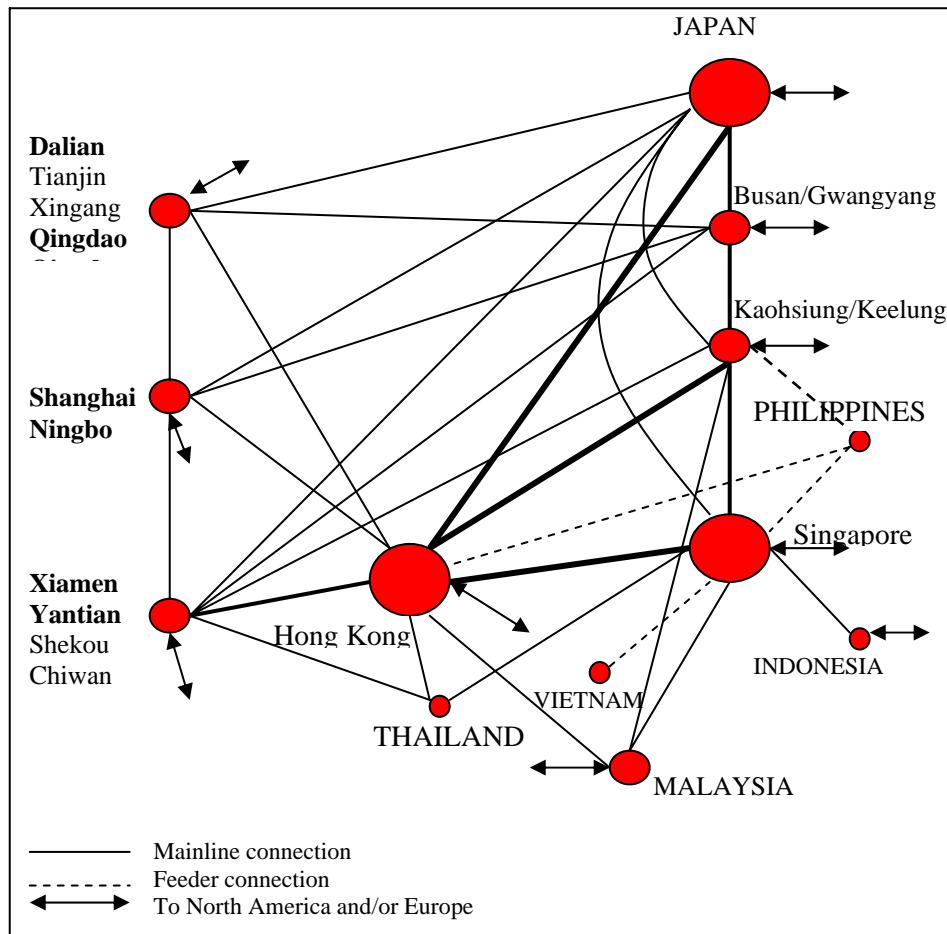 JAPAN
Dalian
Tianjin
Xingang
Qingdao
Busan/Gwangyang
Kaohsiung/Keelung
Shanghai
Ningbo
PHILIPPINES
Singapore
Xiamen
Yantian
Shekou
Chiwan
Hong Kong
INDONESIA
VIETNAM
THAILAND
MALAYSIA
Mainline connection
Feeder connection
To North America and/or Europe